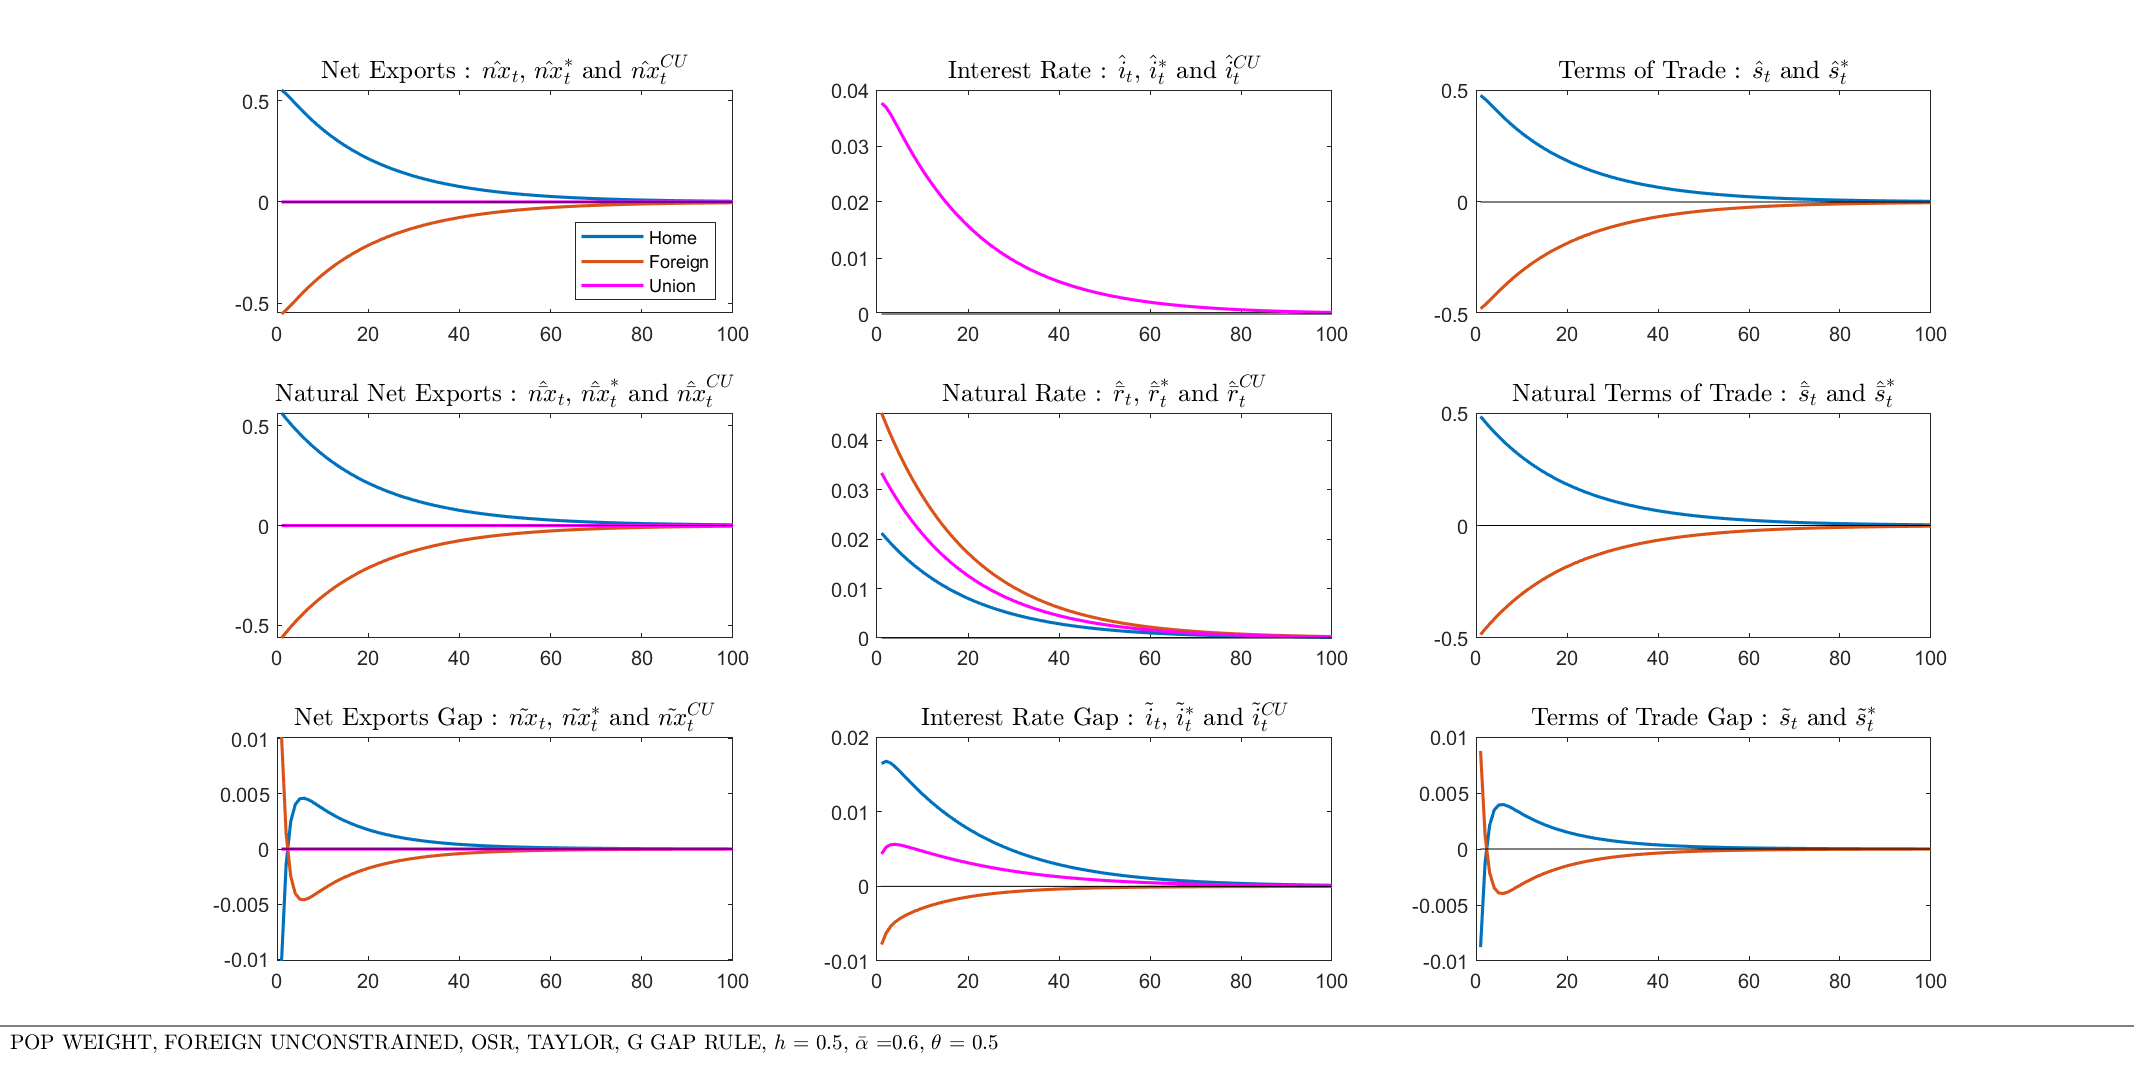 Net Exports : n̂x_t, n̂x_t^* and n̂x_t^{CU}
0.5
0
-0.5
0 20 40 60 80 100
Home
Foreign
Union
Interest Rate : î_t, î_t^* and î_t^{CU}
0.04
0.03
0.02
0.01
0
0 20 40 60 80 100
Terms of Trade : ŝ_t and ŝ_t^*
0.5
0
-0.5
0 20 40 60 80 100
Natural Net Exports : n̄̂x_t, n̄̂x_t^* and n̄̂x_t^{CU}
0.5
0
-0.5
0 20 40 60 80 100
Natural Rate : r̄̂_t, r̄̂_t^* and r̄̂_t^{CU}
0.04
0.03
0.02
0.01
0
0 20 40 60 80 100
Natural Terms of Trade : s̄̂_t and s̄̂_t^*
0.5
0
-0.5
0 20 40 60 80 100
Net Exports Gap : ñx_t, ñx_t^* and ñx_t^{CU}
0.01
0.005
0
-0.005
-0.01
0 20 40 60 80 100
Interest Rate Gap : ĩ_t, ĩ_t^* and ĩ_t^{CU}
0.02
0.01
0
-0.01
0 20 40 60 80 100
Terms of Trade Gap : s̃_t and s̃_t^*
0.01
0.005
0
-0.005
-0.01
0 20 40 60 80 100
POP WEIGHT, FOREIGN UNCONSTRAINED, OSR, TAYLOR, G GAP RULE, h = 0.5, ᾱ =0.6, θ = 0.5